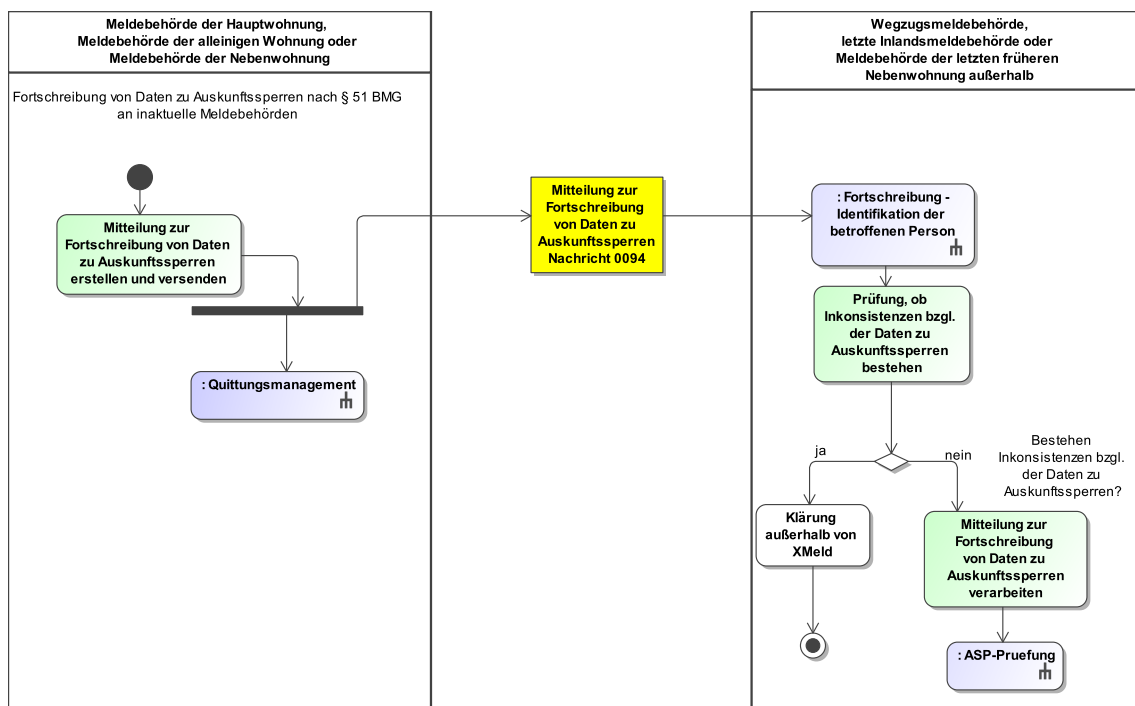 Meldebehörde der Hauptwohnung,
Meldebehörde der alleinigen Wohnung oder
Meldebehörde der Nebenwohnung
Fortschreibung von Daten zu Auskunftssperren nach § 51 BMG
an inaktuelle Meldebehörden
Mitteilung zur
Fortschreibung von Daten
zu Auskunftssperren
erstellen und versenden
: Quittungsmanagement
Mitteilung zur
Fortschreibung
von Daten zu
Auskunftssperren
Nachricht 0094
Wegzugsmeldebehörde,
letzte Inlandsmeldebehörde oder
Meldebehörde der letzten früheren
Nebenwohnung außerhalb
: Fortschreibung -
Identifikation der
betroffenen Person
Prüfung, ob
Inkonsistenzen bzgl.
der Daten zu
Auskunftssperren
bestehen
ja
nein
Bestehen
Inkonsistenzen bzgl.
der Daten zu
Auskunftssperren?
Klärung
außerhalb von
XMeld
Mitteilung zur
Fortschreibung
von Daten zu
Auskunftssperren
verarbeiten
: ASP-Pruefung